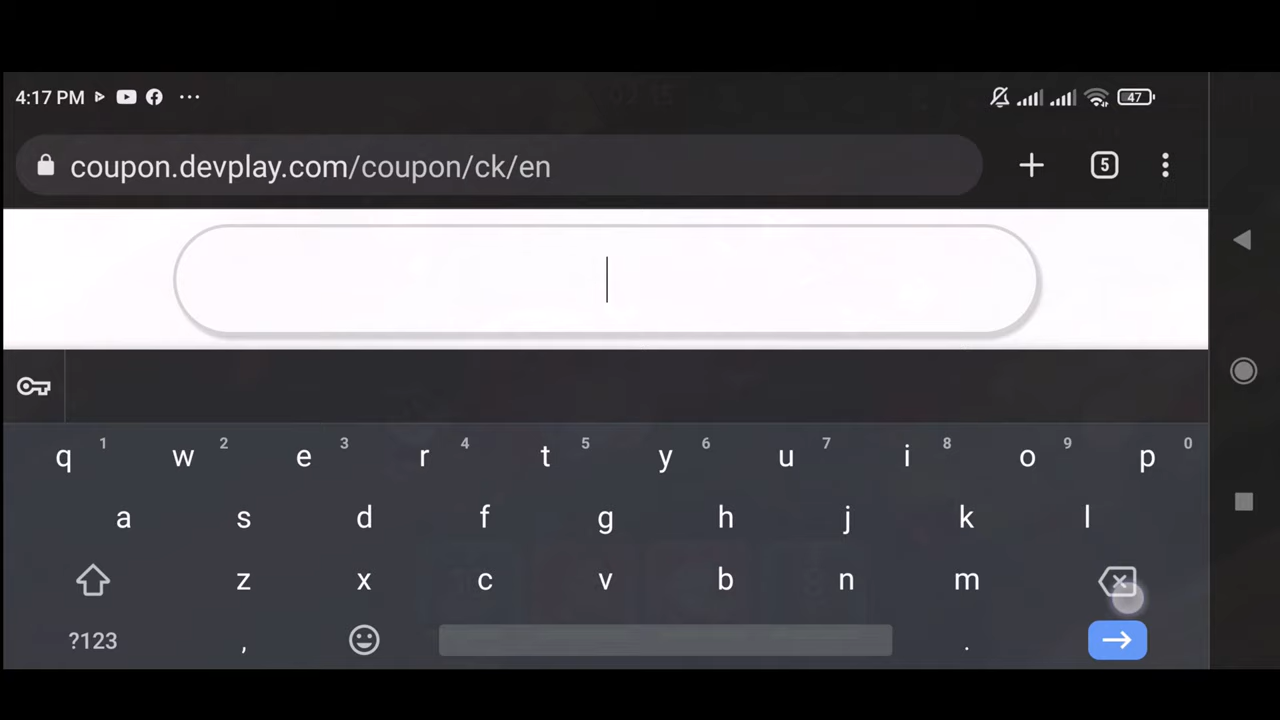 4:17 PM ... 47
coupon.devplay.com/coupon/ck/en 5
1 2 3 4 5 6 7 8 9 0
q w e r t y u i o p
a s d f g h j k l
z x c v b n m
?123 , .